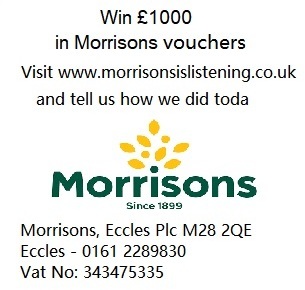 Win £1000
in Morrisons vouchers
Visit www.morrisonsislistening.co.uk
and tell us how we did toda
Morrisons
Since 1899
Morrisons, Eccles Plc M28 2QE
Eccles - 0161 2289830
Vat No: 343475335